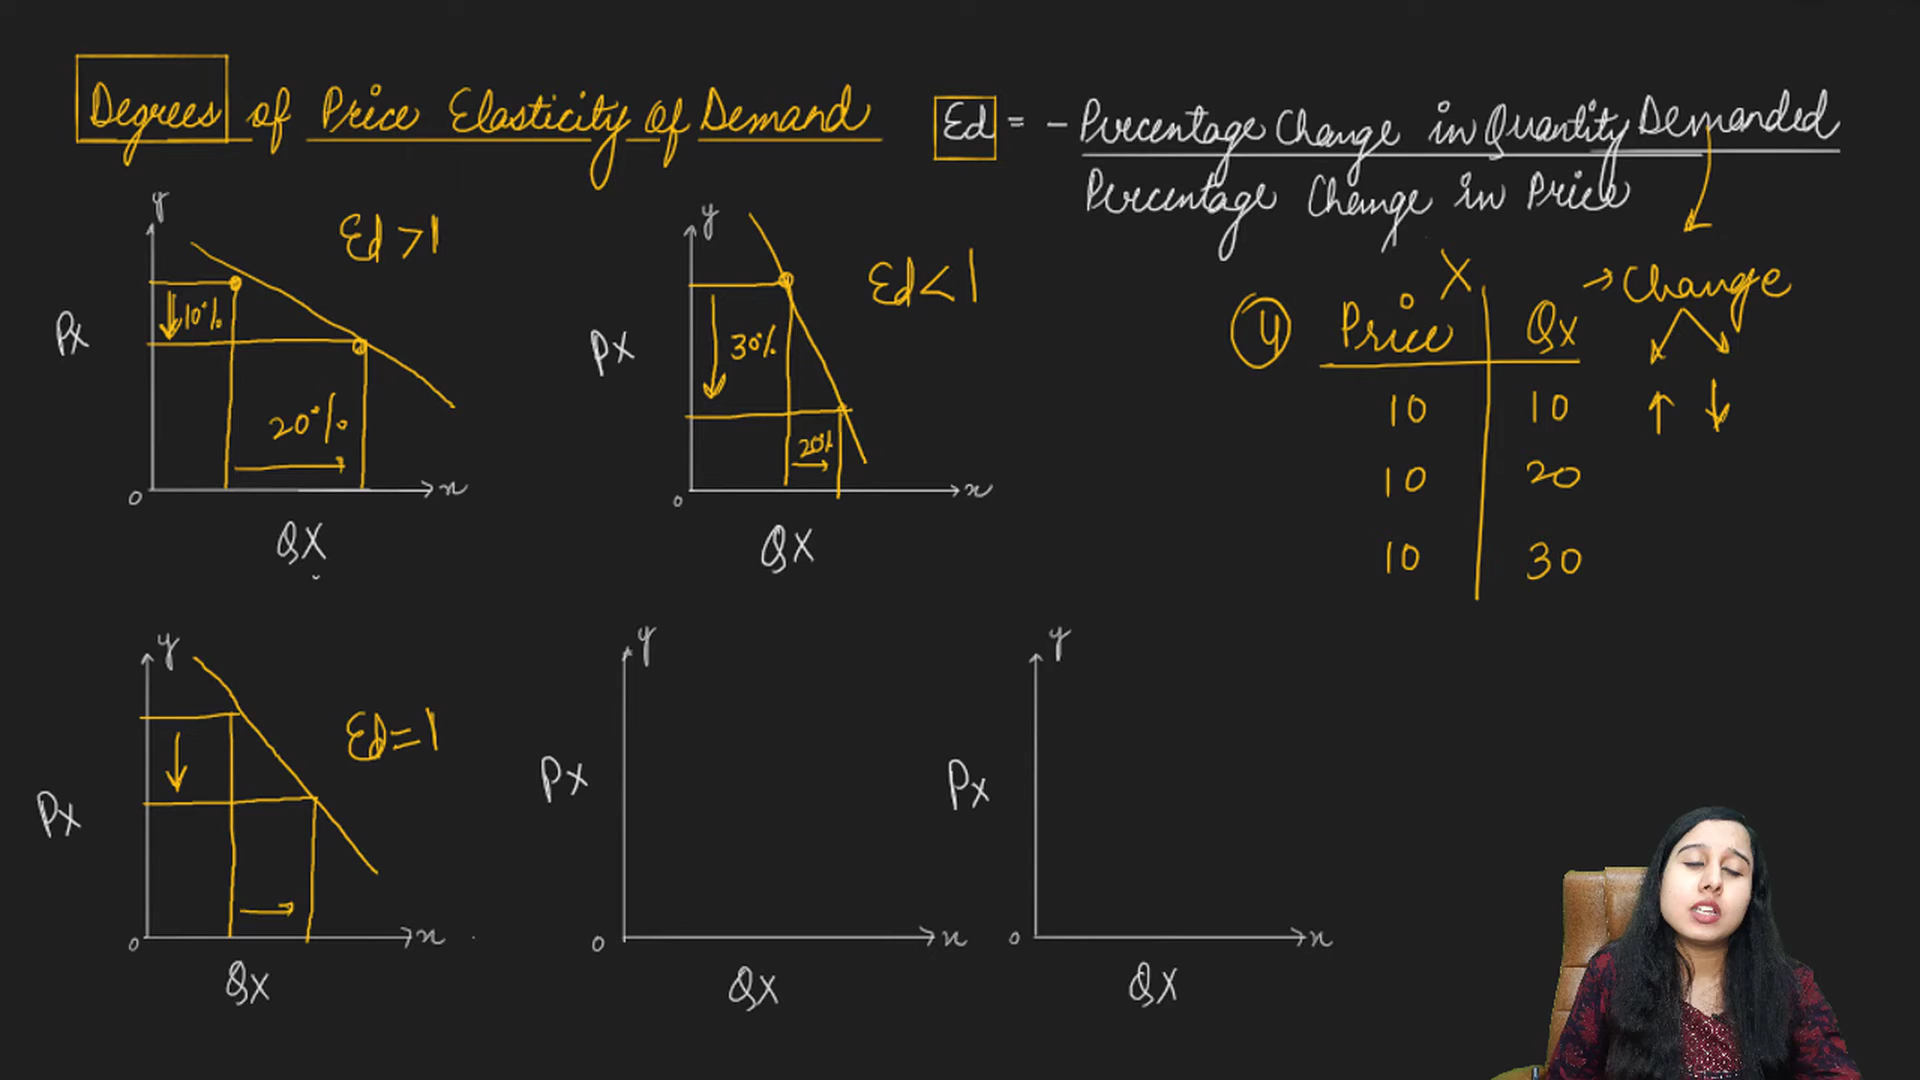 Degrees of Price Elasticity of Demand
Ed = - Percentage Change in Quantity Demanded
Percentage Change in Price
y
Ed > 1
Px
10%
20%
0
x
QX
y
Ed < 1
PX
30%
20%
0
x
QX
X
→ Change
4 Price Qx
10 10 ↑ ↓
10 20
10 30
y
Ed = 1
Px
0
x
QX
y
Px
0
x
QX
y
Px
0
x
QX